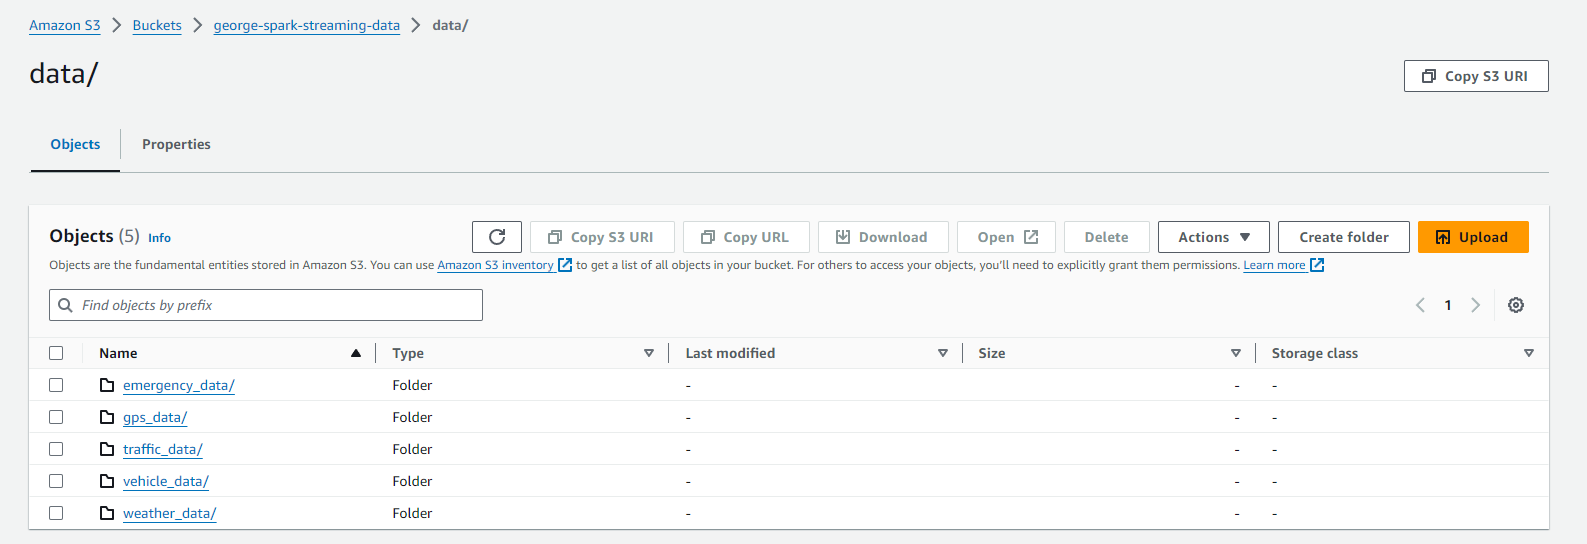 Amazon S3 > Buckets > george-spark-streaming-data > data/
data/
Copy S3 URI
Objects Properties
Objects (5) Info Copy S3 URI Copy URL Download Open Delete Actions Create folder Upload
Objects are the fundamental entities stored in Amazon S3. You can use Amazon S3 inventory to get a list of all objects in your bucket. For others to access your objects, you'll need to explicitly grant them permissions. Learn more
Find objects by prefix 1
Name Type Last modified Size Storage class
emergency_data/ Folder - - -
gps_data/ Folder - - -
traffic_data/ Folder - - -
vehicle_data/ Folder - - -
weather_data/ Folder - - -